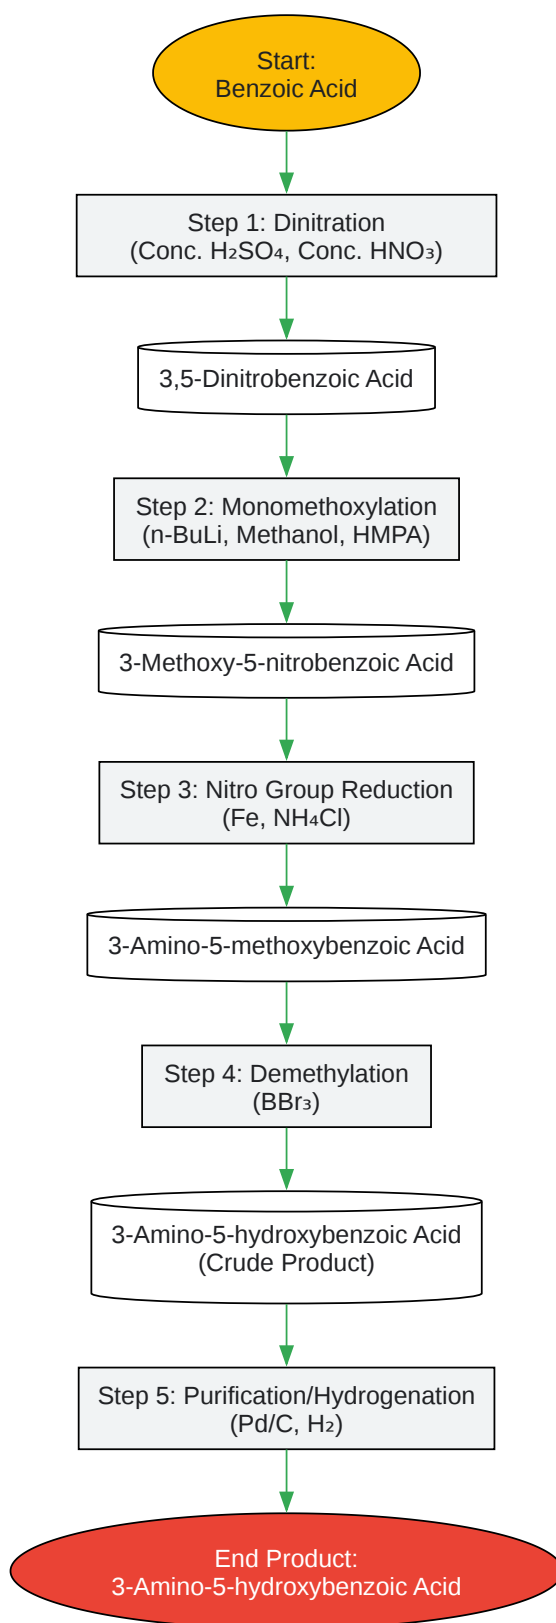 Start:
Benzoic Acid
Step 1: Dinitration
(Conc. H₂SO₄, Conc. HNO₃)
3,5-Dinitrobenzoic Acid
Step 2: Monomethoxylation
(n-BuLi, Methanol, HMPA)
3-Methoxy-5-nitrobenzoic Acid
Step 3: Nitro Group Reduction
(Fe, NH₄Cl)
3-Amino-5-methoxybenzoic Acid
Step 4: Demethylation
(BBr₃)
3-Amino-5-hydroxybenzoic Acid
(Crude Product)
Step 5: Purification/Hydrogenation
(Pd/C, H₂)
End Product:
3-Amino-5-hydroxybenzoic Acid